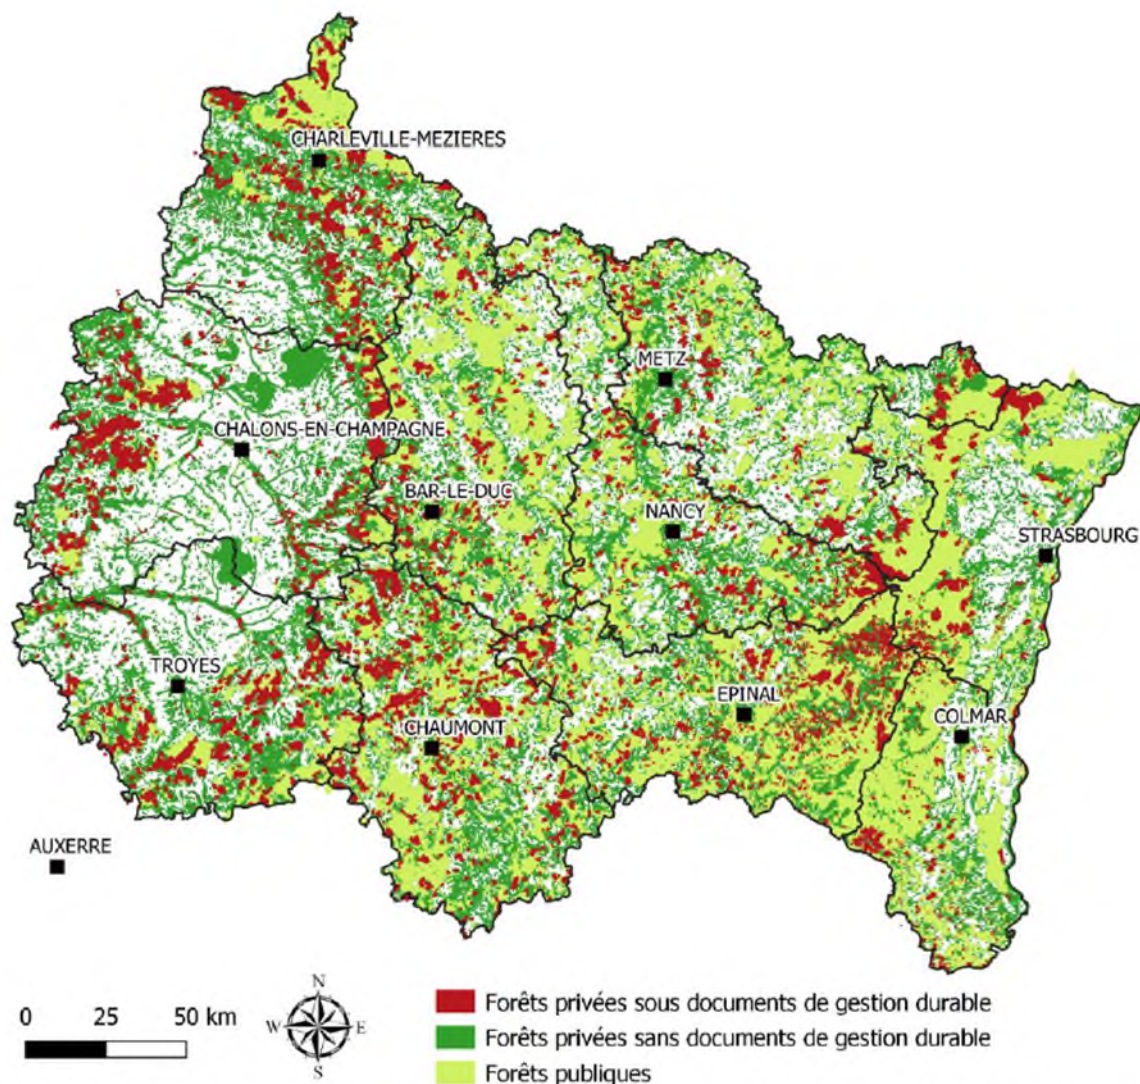 CHARLEVILLE-MEZIERES
METZ
CHALONS-EN-CHAMPAGNE
BAR-LE-DUC
NANCY
STRASBOURG
TROYES
EPINAL
CHAUMONT
COLMAR
AUXERRE
0 25 50 km
N
W E
S
Forêts privées sous documents de gestion durable
Forêts privées sans documents de gestion durable
Forêts publiques